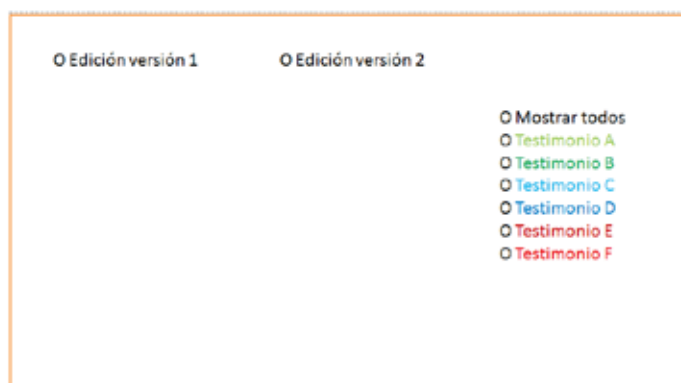 O Edición versión 1
O Edición versión 2
O Mostrar todos
O Testimonio A
O Testimonio B
O Testimonio C
O Testimonio D
O Testimonio E
O Testimonio F